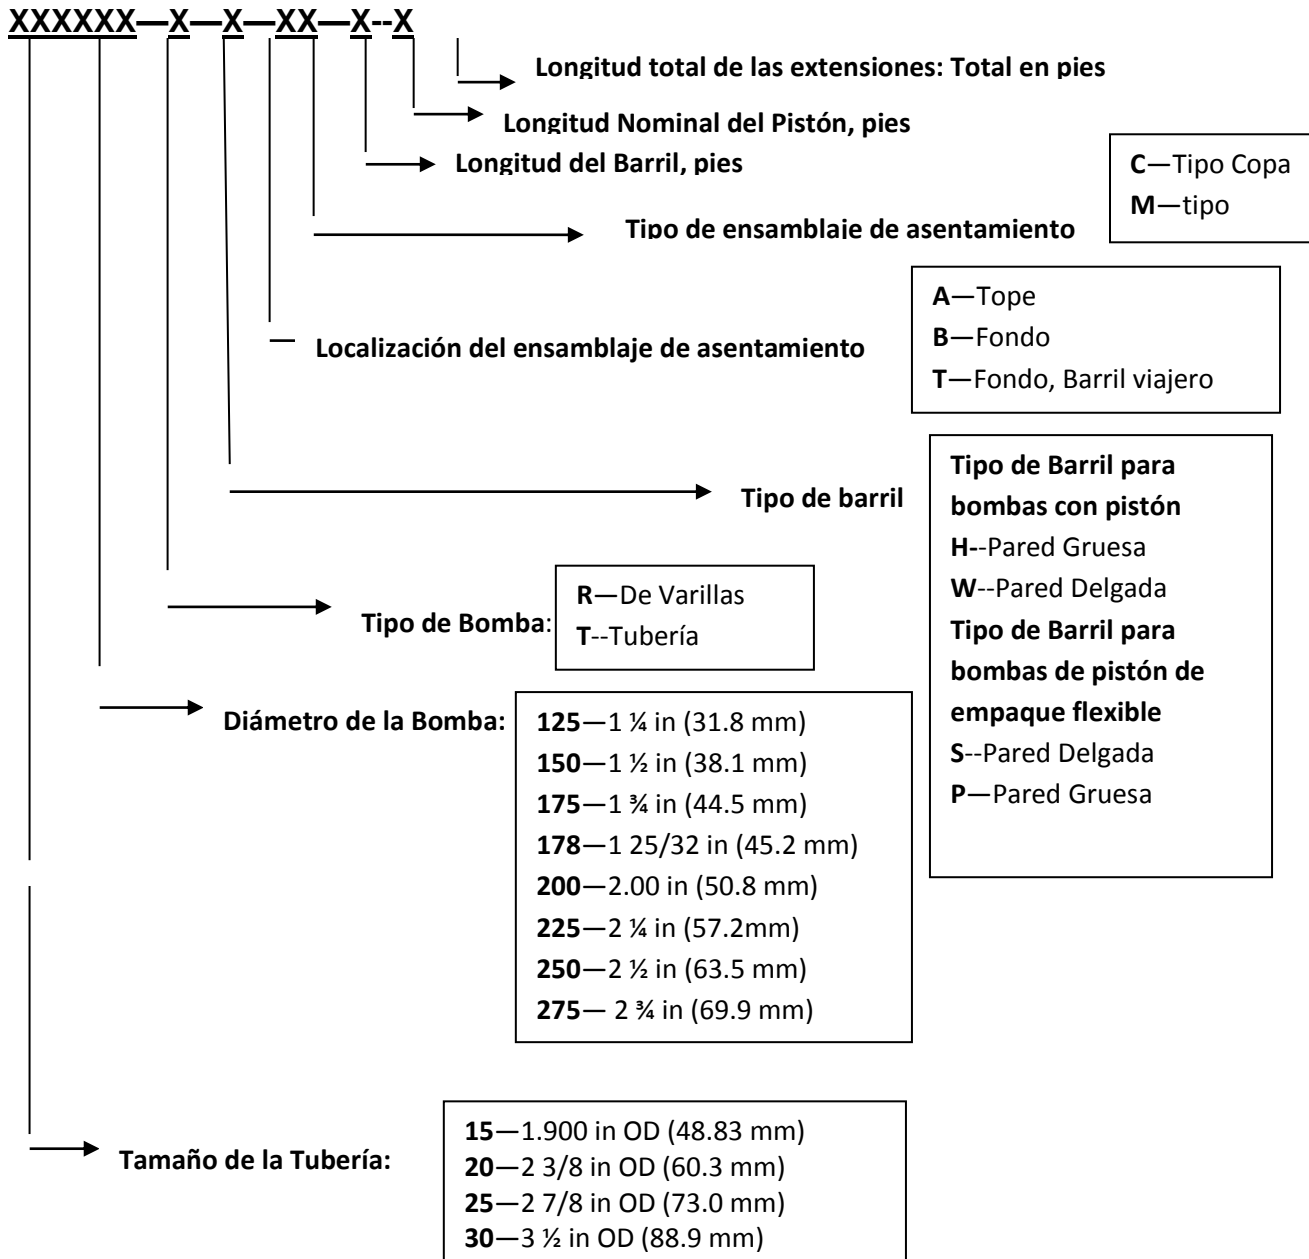 XXXXXX—X—X—XX—X--X
Longitud total de las extensiones: Total en pies
Longitud Nominal del Pistón, pies
Longitud del Barril, pies
C—Tipo Copa
M—tipo
Tipo de ensamblaje de asentamiento
A—Tope
B—Fondo
T—Fondo, Barril viajero
Localización del ensamblaje de asentamiento
Tipo de barril
Tipo de Barril para
bombas con pistón
H--Pared Gruesa
W--Pared Delgada
Tipo de Barril para
bombas de pistón de
empaque flexible
S--Pared Delgada
P—Pared Gruesa
Tipo de Bomba:
R—De Varillas
T--Tubería
Diámetro de la Bomba:
125—1 ¼ in (31.8 mm)
150—1 ½ in (38.1 mm)
175—1 ¾ in (44.5 mm)
178—1 25/32 in (45.2 mm)
200—2.00 in (50.8 mm)
225—2 ¼ in (57.2mm)
250—2 ½ in (63.5 mm)
275— 2 ¾ in (69.9 mm)
Tamaño de la Tubería:
15—1.900 in OD (48.83 mm)
20—2 3/8 in OD (60.3 mm)
25—2 7/8 in OD (73.0 mm)
30—3 ½ in OD (88.9 mm)